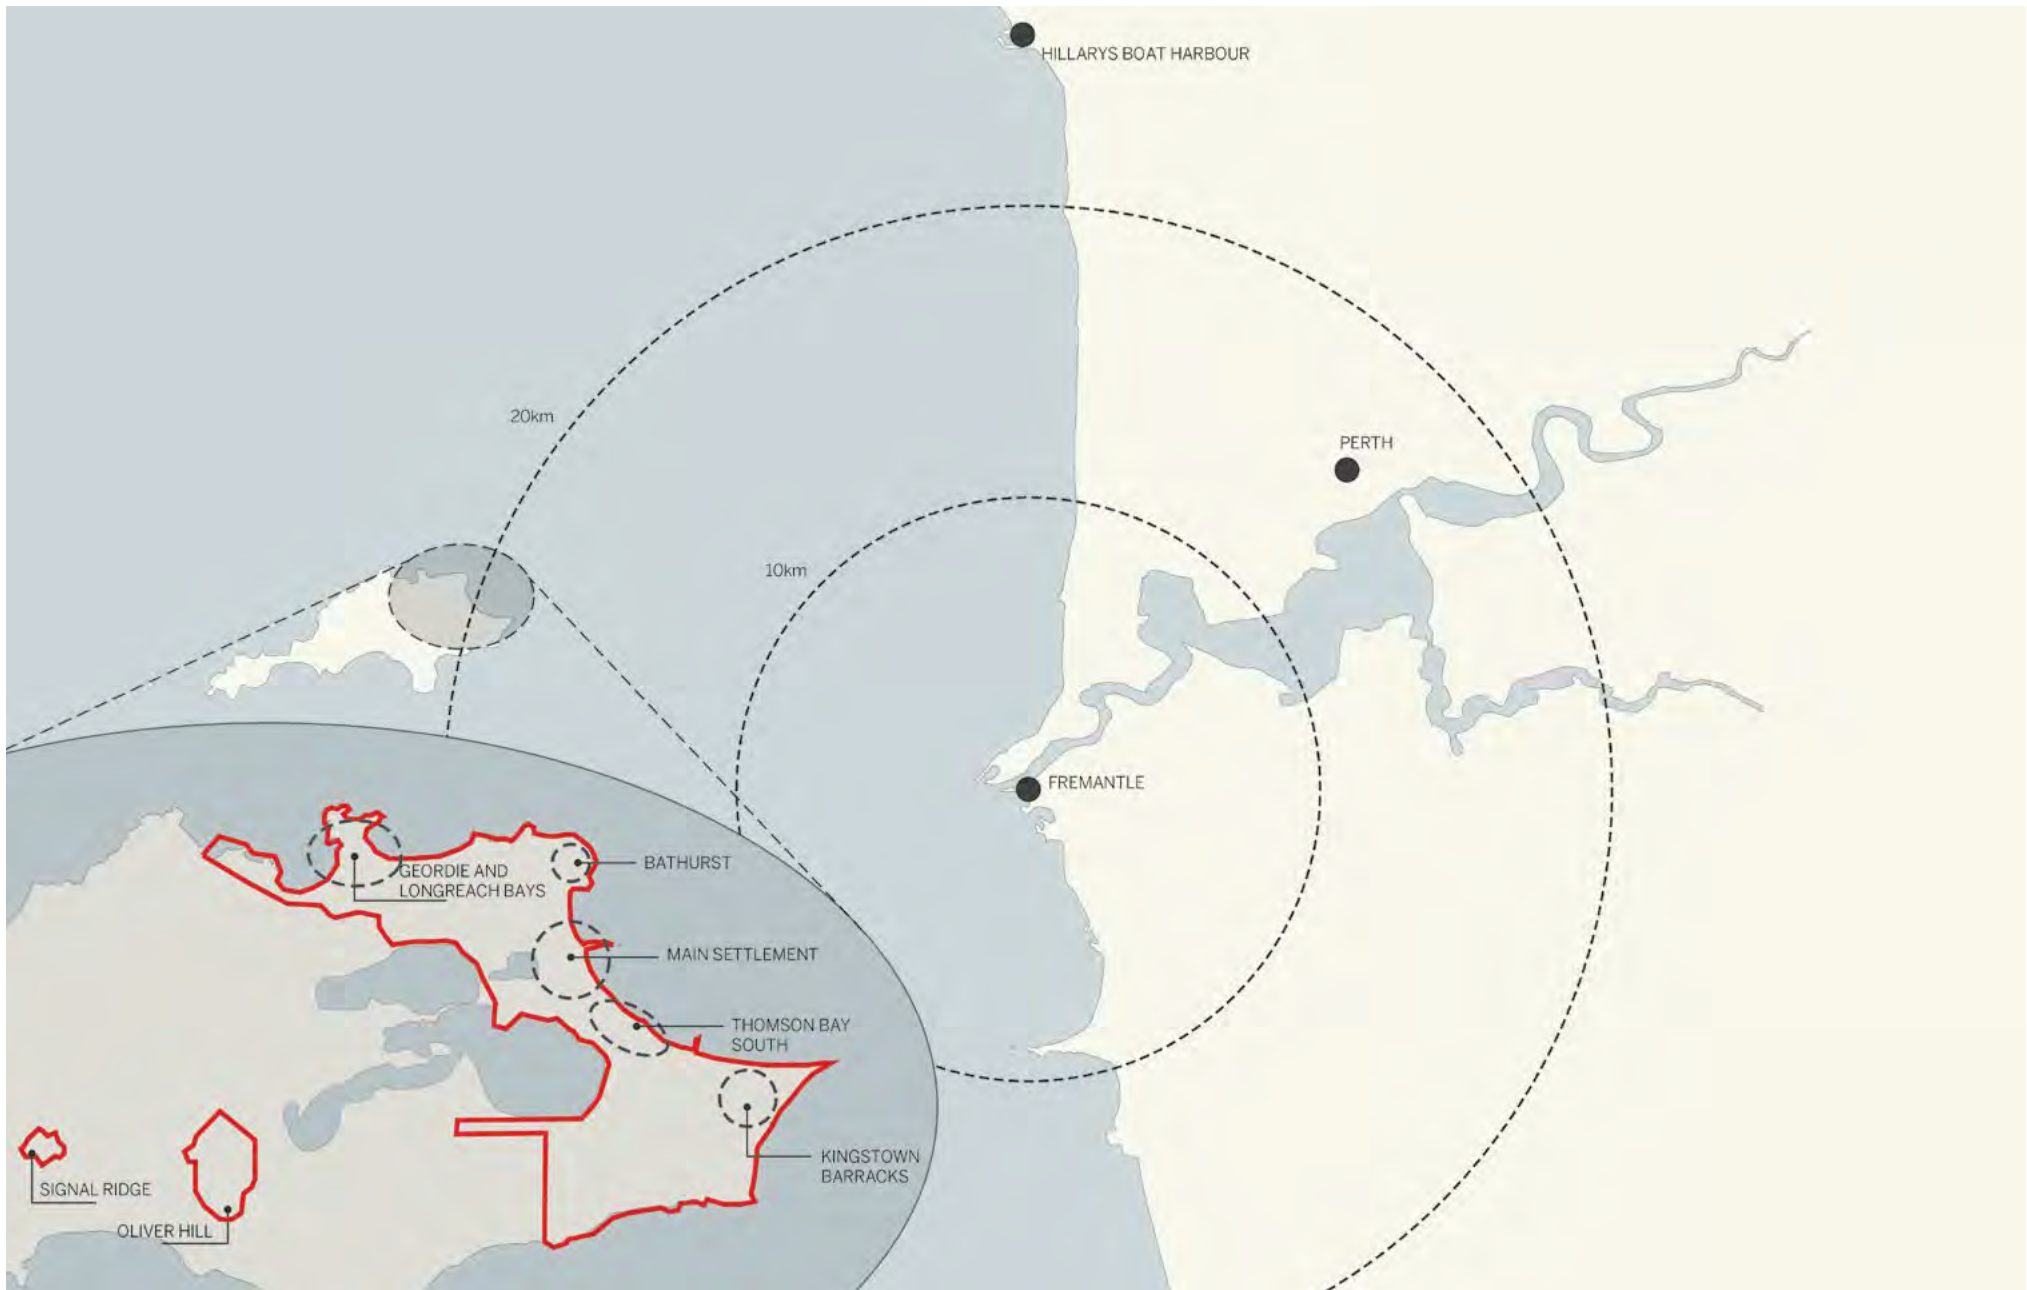 HILLARYS BOAT HARBOUR
20km
PERTH
10km
FREMANTLE
BATHURST
GEORDIE AND
LONGREACH BAYS
MAIN SETTLEMENT
THOMSON BAY
SOUTH
KINGSTOWN
BARRACKS
SIGNAL RIDGE
OLIVER HILL